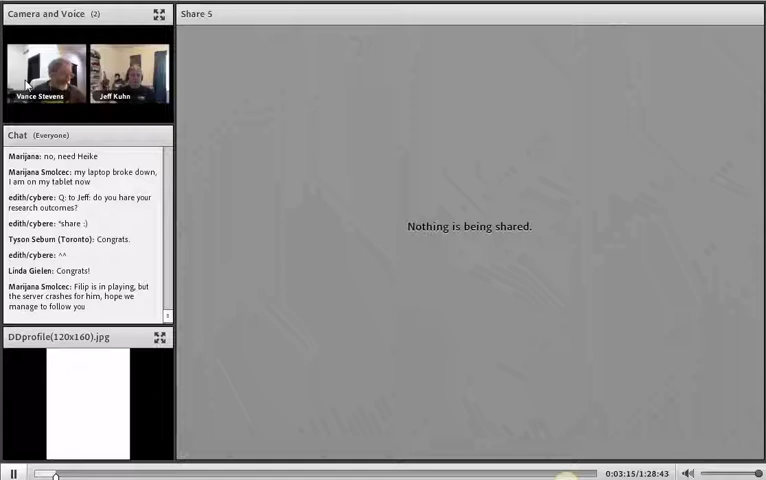 Camera and Voice (2)
Share 5
Vance Stevens
Jeff Kuhn
Chat (Everyone)
Marijana: no, need Heike
Marijana Smolcec: my laptop broke down,
I am on my tablet now
edith/cybere: Q: to Jeff: do you hare your
research outcomes?
edith/cybere: *share :)
Tyson Seburn (Toronto): Congrats.
edith/cybere: ^^
Linda Gielen: Congrats!
Marijana Smolcec: Filip is in playing, but
the server crashes for him, hope we
manage to follow you
Nothing is being shared.
DDprofile(120x160).jpg
0:03:15/1:28:43